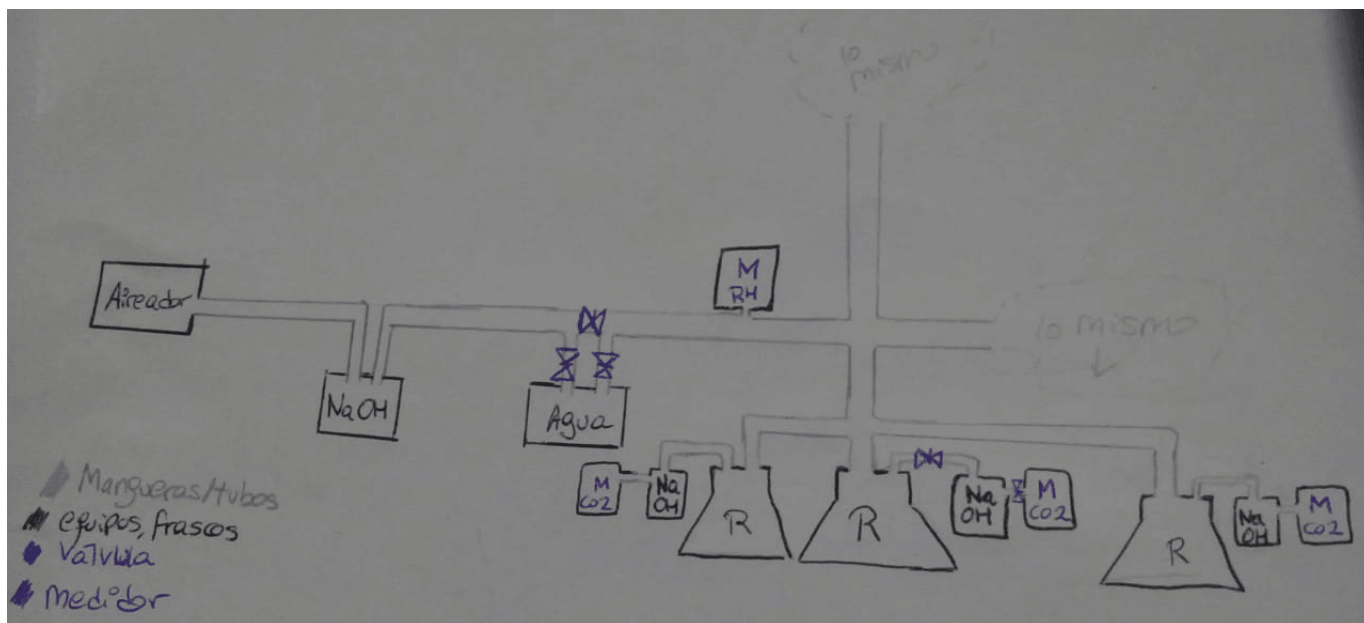 lo
mismo
M
RH
Aireador
lo mismo
NaOH
Agua
M
CO2
Na
OH
R
R
Na
OH
M
CO2
R
Na
OH
M
CO2
Mangueras/tubos
equipos, frascos
Valvula
medidor